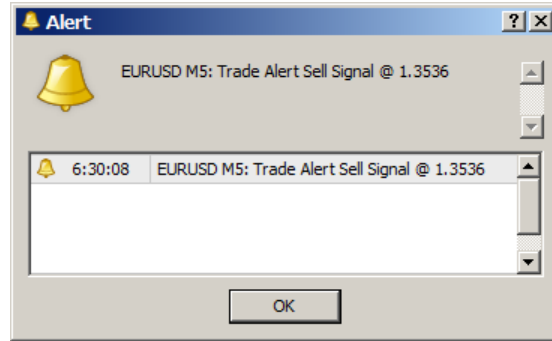 Alert
EURUSD M5: Trade Alert Sell Signal @ 1.3536
6:30:08 EURUSD M5: Trade Alert Sell Signal @ 1.3536
OK